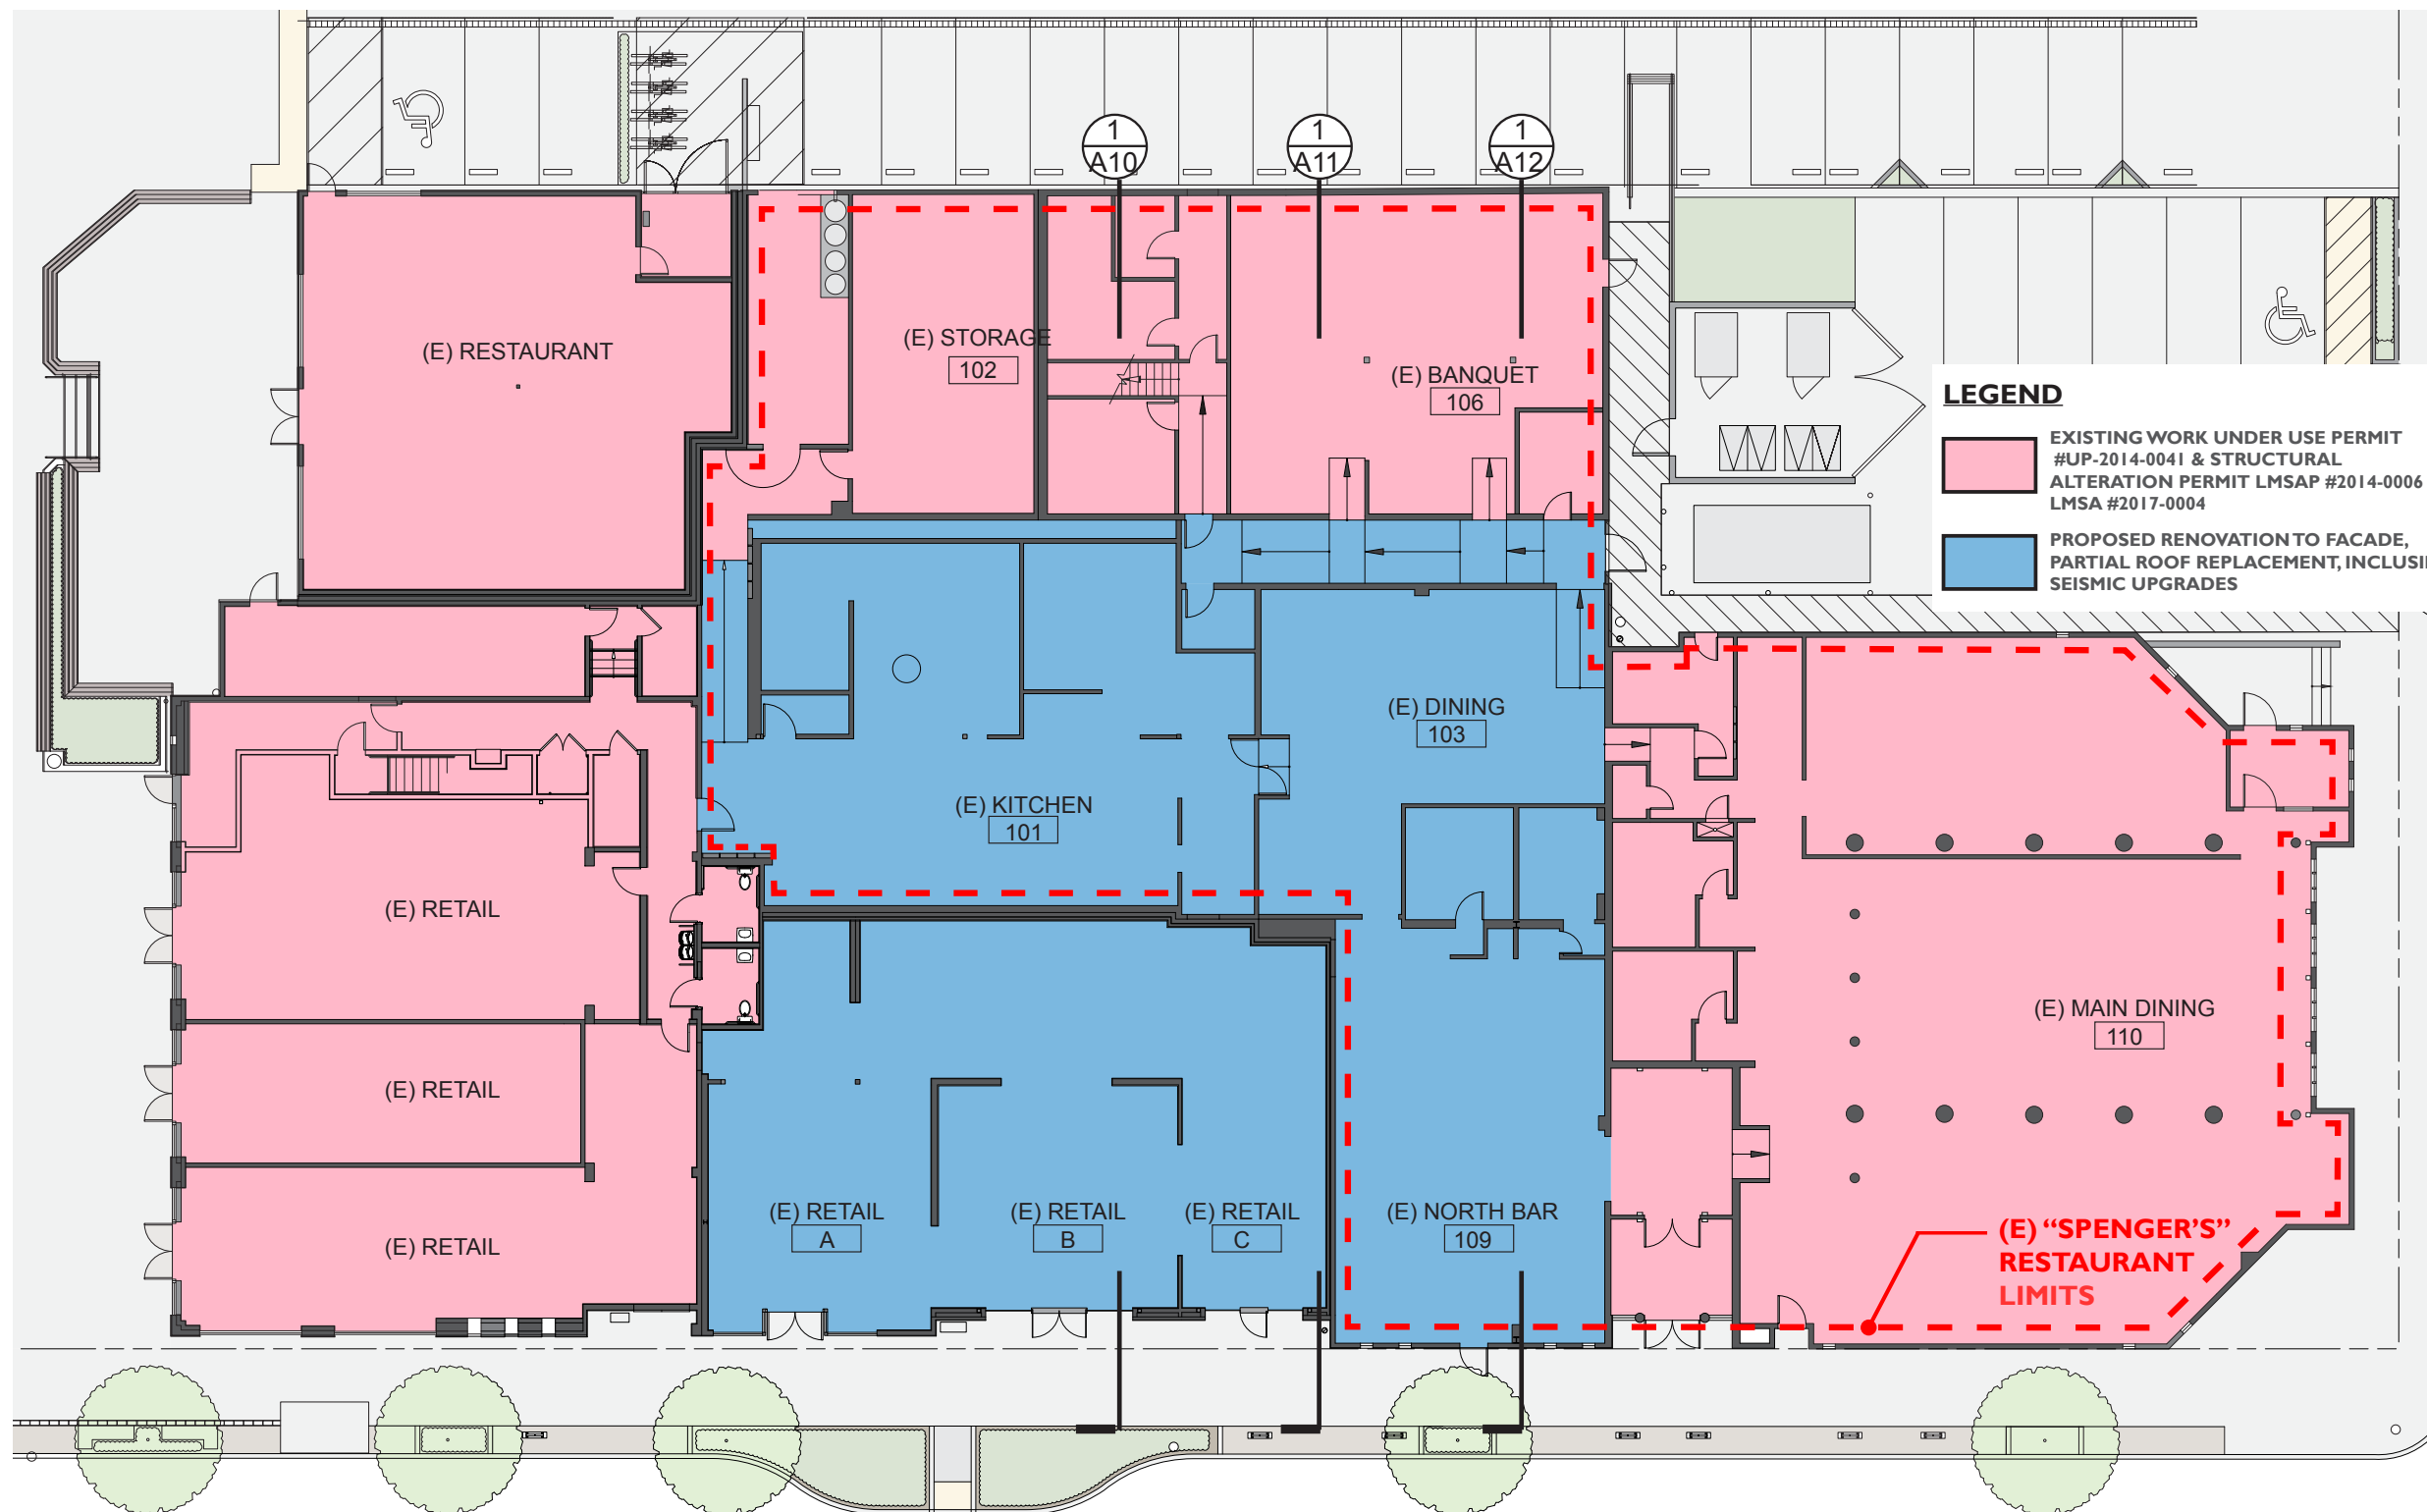 1
A10
1
A11
1
A12
(E) RESTAURANT
(E) STORAGE
102
(E) BANQUET
106
LEGEND
EXISTING WORK UNDER USE PERMIT
#UP-2014-0041 & STRUCTURAL
ALTERATION PERMIT LMSAP #2014-0006
LMSA #2017-0004
PROPOSED RENOVATION TO FACADE,
PARTIAL ROOF REPLACEMENT, INCLUSI
SEISMIC UPGRADES
(E) DINING
103
(E) KITCHEN
101
(E) RETAIL
(E) MAIN DINING
110
(E) RETAIL
(E) RETAIL
(E) RETAIL
A
(E) RETAIL
B
(E) RETAIL
C
(E) NORTH BAR
109
(E) “SPENGER’S”
RESTAURANT
LIMITS